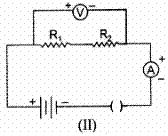 + V −
R1 R2
+
A
−
+ − ( )
(II)